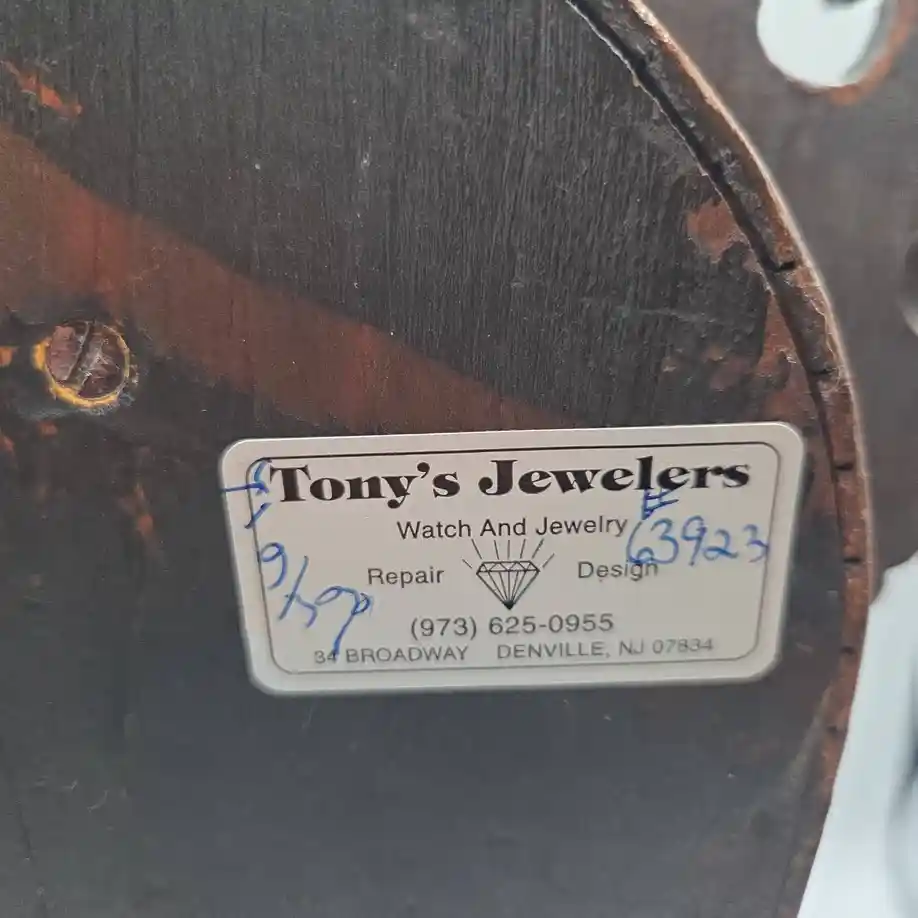 Tony's Jewelers
Watch And Jewelry
63923
Repair Design
(973) 625-0955
34 BROADWAY DENVILLE, NJ 07834